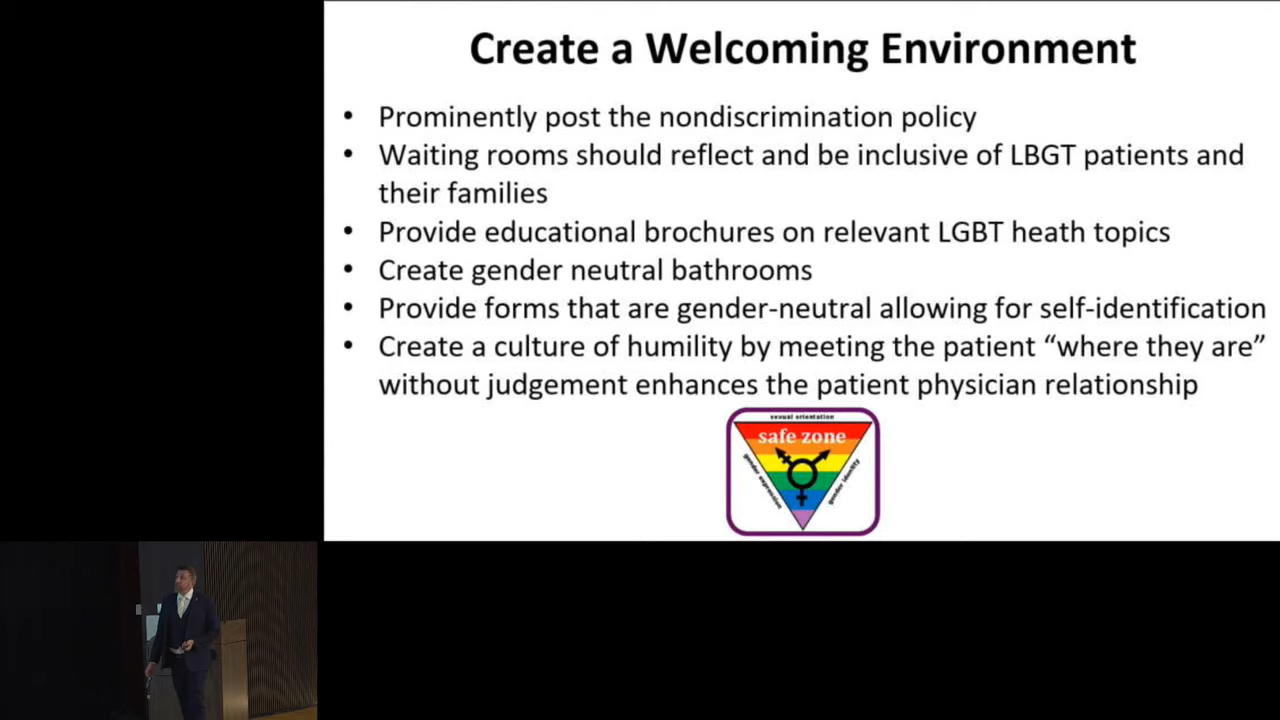 Create a Welcoming Environment
• Prominently post the nondiscrimination policy
• Waiting rooms should reflect and be inclusive of LBGT patients and
their families
• Provide educational brochures on relevant LGBT heath topics
• Create gender neutral bathrooms
• Provide forms that are gender-neutral allowing for self-identification
• Create a culture of humility by meeting the patient “where they are”
without judgement enhances the patient physician relationship
sexual orientation
safe zone
gender expression
gender identity